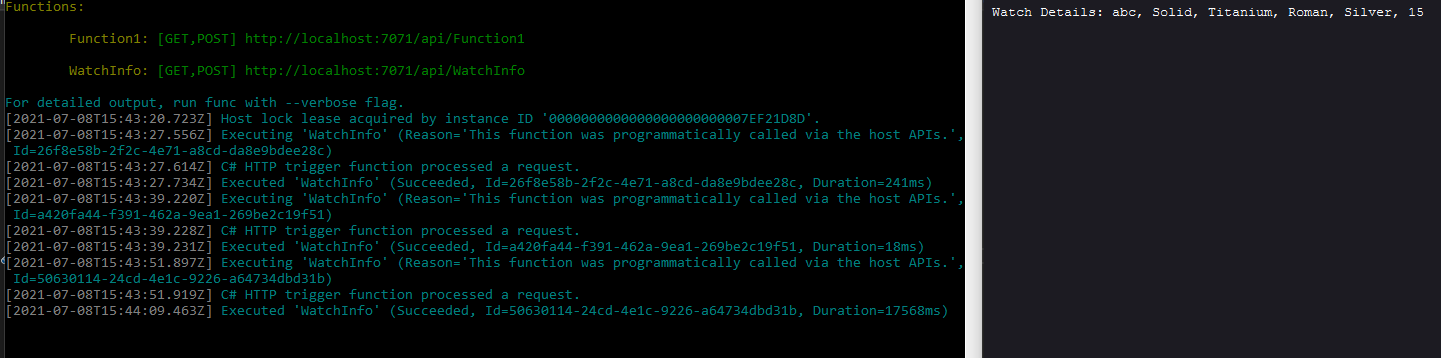 Functions:
Function1: [GET,POST] http://localhost:7071/api/Function1
WatchInfo: [GET,POST] http://localhost:7071/api/WatchInfo
For detailed output, run func with --verbose flag.
[2021-07-08T15:43:20.723Z] Host lock lease acquired by instance ID '0000000000000000000000007EF21D8D'.
[2021-07-08T15:43:27.556Z] Executing 'WatchInfo' (Reason='This function was programmatically called via the host APIs.',
Id=26f8e58b-2f2c-4e71-a8cd-da8e9bdee28c)
[2021-07-08T15:43:27.614Z] C# HTTP trigger function processed a request.
[2021-07-08T15:43:27.734Z] Executed 'WatchInfo' (Succeeded, Id=26f8e58b-2f2c-4e71-a8cd-da8e9bdee28c, Duration=241ms)
[2021-07-08T15:43:39.220Z] Executing 'WatchInfo' (Reason='This function was programmatically called via the host APIs.',
Id=a420fa44-f391-462a-9ea1-269be2c19f51)
[2021-07-08T15:43:39.228Z] C# HTTP trigger function processed a request.
[2021-07-08T15:43:39.231Z] Executed 'WatchInfo' (Succeeded, Id=a420fa44-f391-462a-9ea1-269be2c19f51, Duration=18ms)
[2021-07-08T15:43:51.897Z] Executing 'WatchInfo' (Reason='This function was programmatically called via the host APIs.',
Id=50630114-24cd-4e1c-9226-a64734dbd31b)
[2021-07-08T15:43:51.919Z] C# HTTP trigger function processed a request.
[2021-07-08T15:44:09.463Z] Executed 'WatchInfo' (Succeeded, Id=50630114-24cd-4e1c-9226-a64734dbd31b, Duration=17568ms)
Watch Details: abc, Solid, Titanium, Roman, Silver, 15